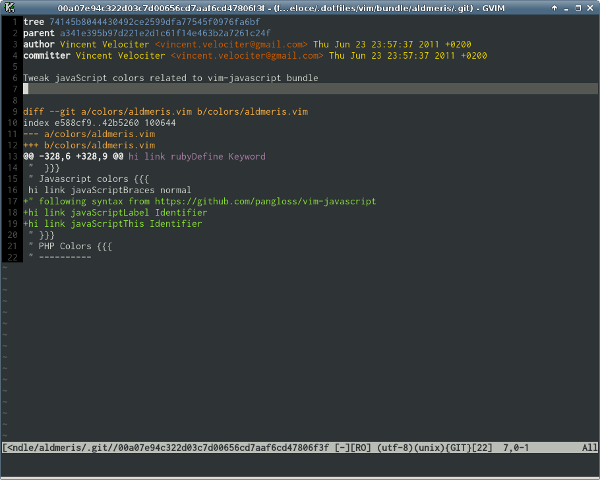 00a07e94c322d03c7d00656cd7aaf6cd47806f3f - (f...eloce/.dotfiles/vim/bundle/aldmeris/.git) - GVIM
1 tree 74145b8044430492ce2599dfa77545f0976fa6bf
2 parent a341e395b97d221e2d1c61f14e463b2a7261c24f
3 author Vincent Velociter <vincent.velociter@gmail.com> Thu Jun 23 23:57:37 2011 +0200
4 committer Vincent Velociter <vincent.velociter@gmail.com> Thu Jun 23 23:57:37 2011 +0200
5
6 Tweak javaScript colors related to vim-javascript bundle
7
8
9 diff --git a/colors/aldmeris.vim b/colors/aldmeris.vim
10 index e588cf9..42b5260 100644
11 --- a/colors/aldmeris.vim
12 +++ b/colors/aldmeris.vim
13 @@ -328,6 +328,9 @@ hi link rubyDefine Keyword
14 " }}}
15 " Javascript colors {{{
16 hi link javaScriptBraces normal
17 +" following syntax from https://github.com/pangloss/vim-javascript
18 +hi link javaScriptLabel Identifier
19 +hi link javaScriptThis Identifier
20 " }}}
21 " PHP Colors {{{
22 " ----------
[<ndle/aldmeris/.git//00a07e94c322d03c7d00656cd7aaf6cd47806f3f [-][RO] (utf-8)(unix){GIT}[22] 7,0-1 All